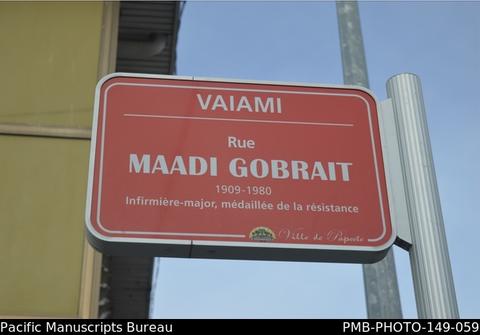 VAIAMI
Rue
MAADI GOBRAIT
1909-1980
Infirmière-major, médaillée de la résistance
Ville de Papeete
Pacific Manuscripts Bureau
PMB-PHOTO-149-059